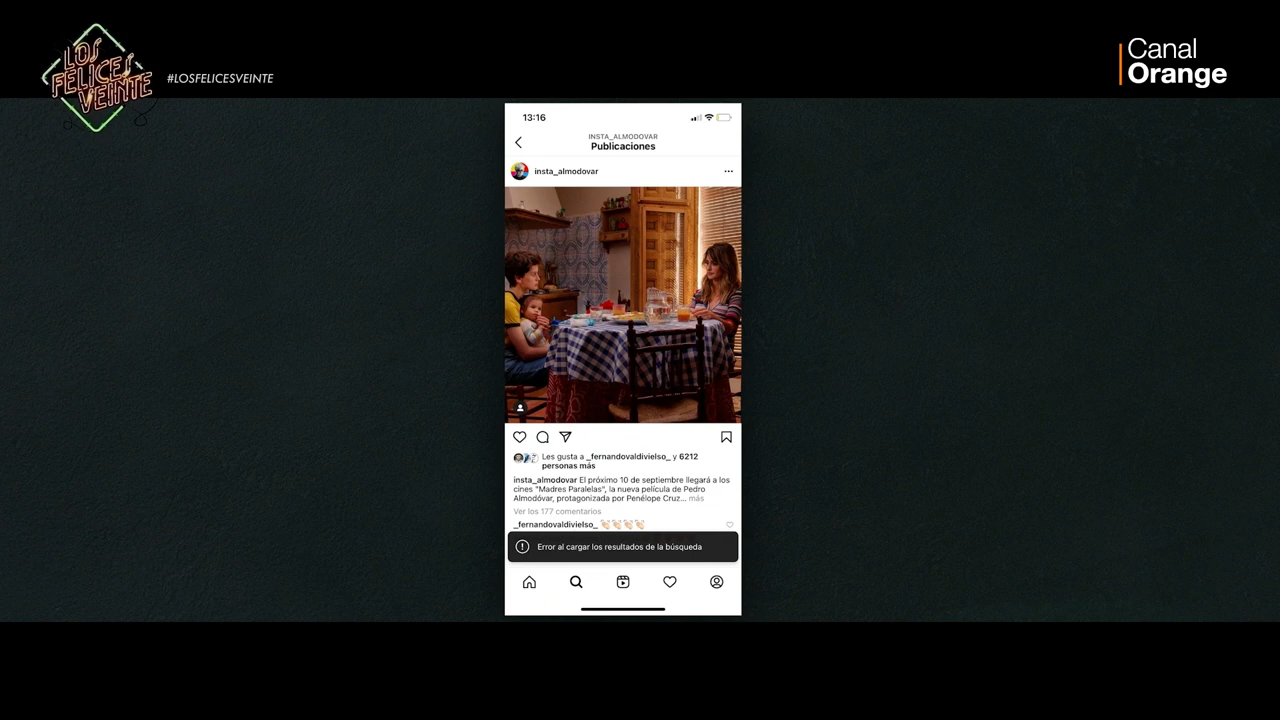 LOS
FELICES
VEINTE
#LOSFELICESVEINTE
Canal
Orange
13:16
INSTA_ALMODOVAR
Publicaciones
insta_almodovar
Les gusta a _fernandovaldivielso_ y 6212
personas más
insta_almodovar El próximo 10 de septiembre llegará a los
cines "Madres Paralelas", la nueva película de Pedro
Almodóvar, protagonizada por Penélope Cruz... más
Ver los 177 comentarios
_fernandovaldivielso_ 👏🏻👏🏻👏🏻👏🏻
Error al cargar los resultados de la búsqueda